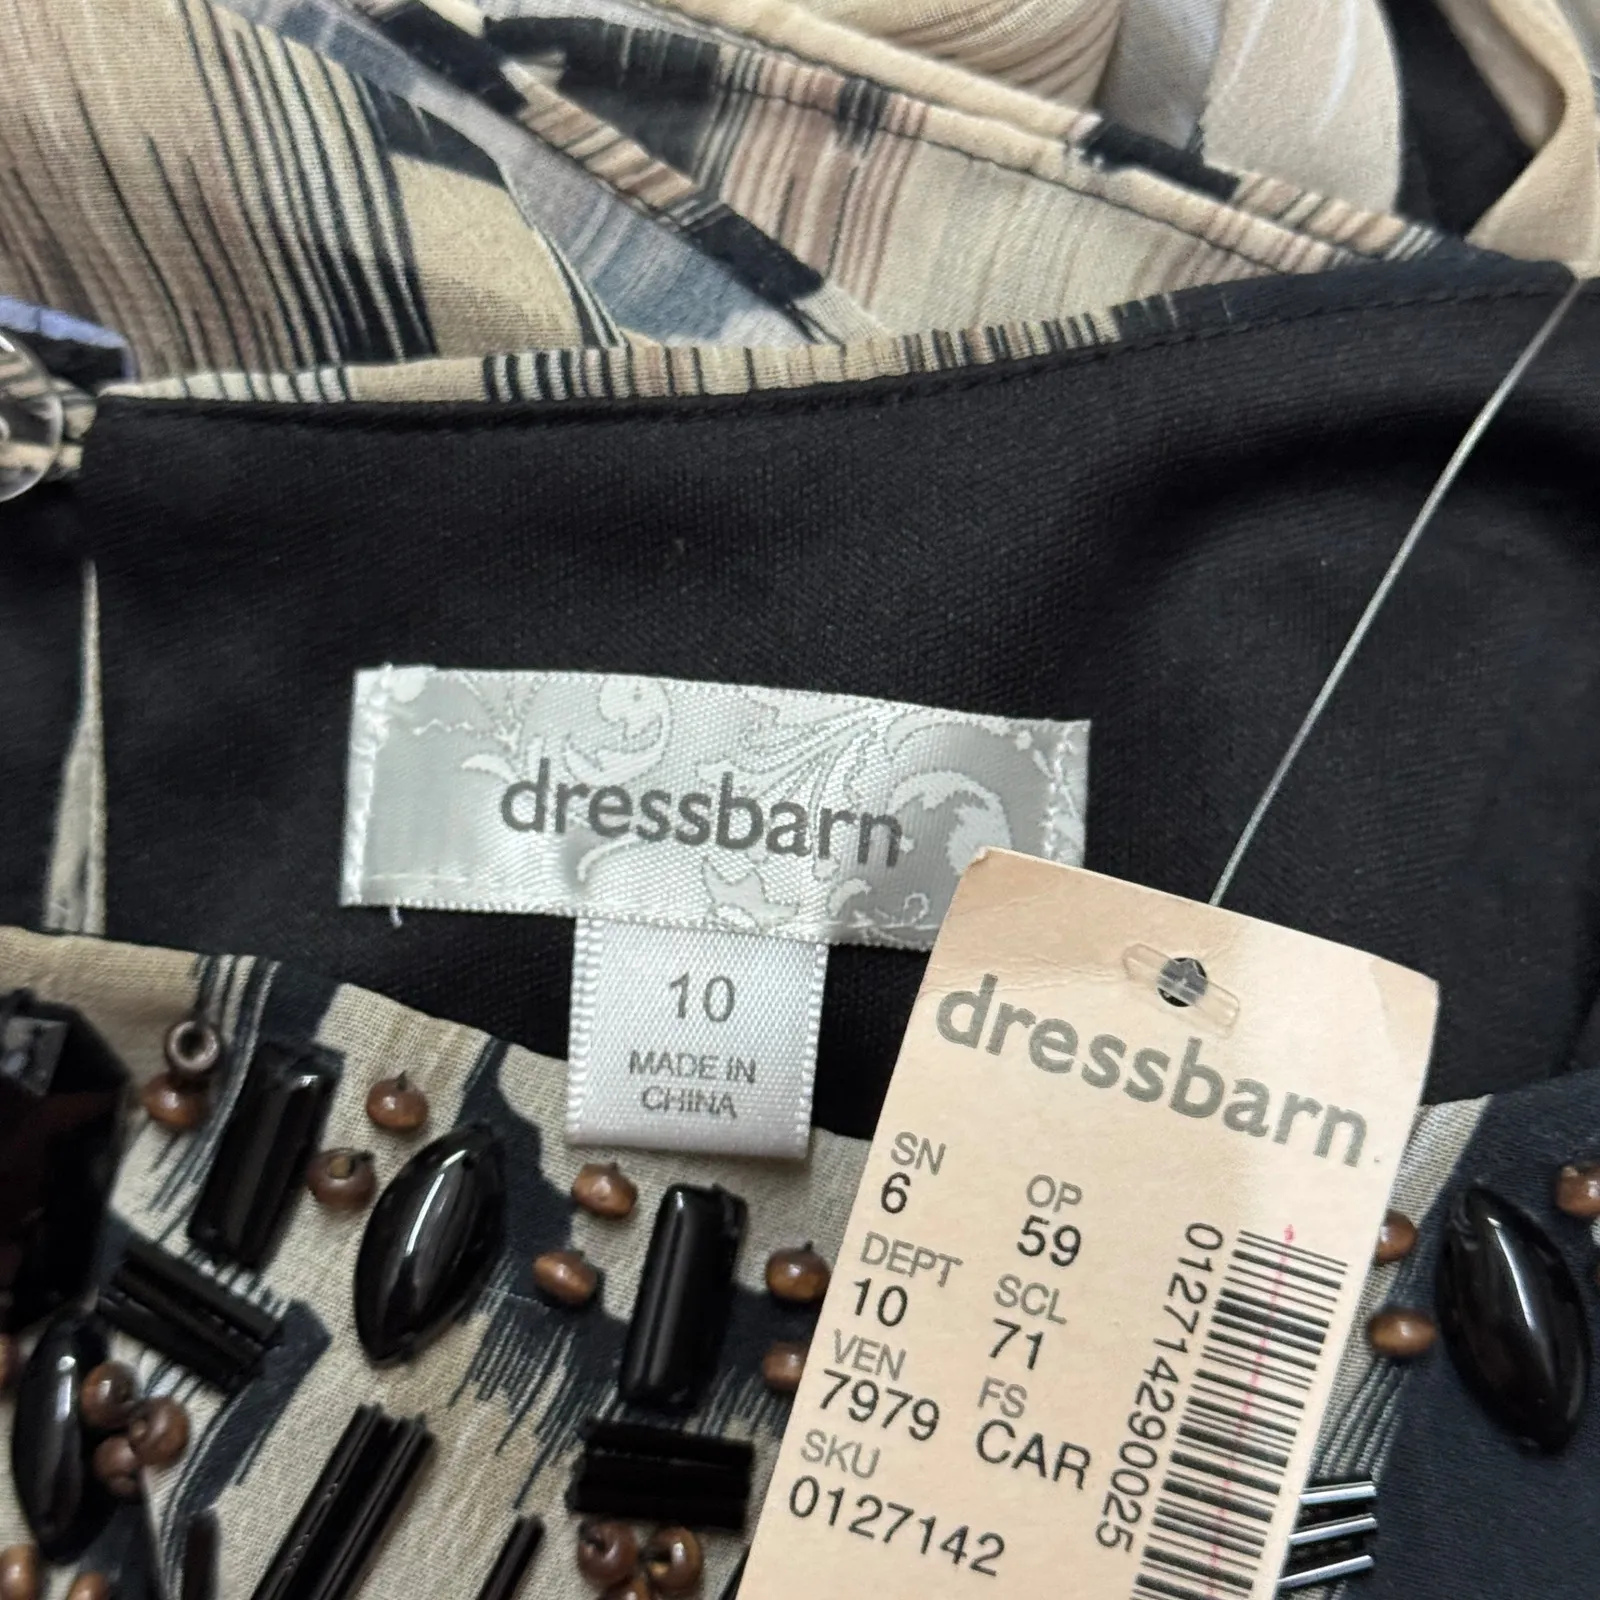 dressbarn
10
MADE IN
CHINA
dressbarn
SN OP
6 59
DEPT SCL
10 71
VEN FS
7979 CAR
SKU
0127142
012714290025